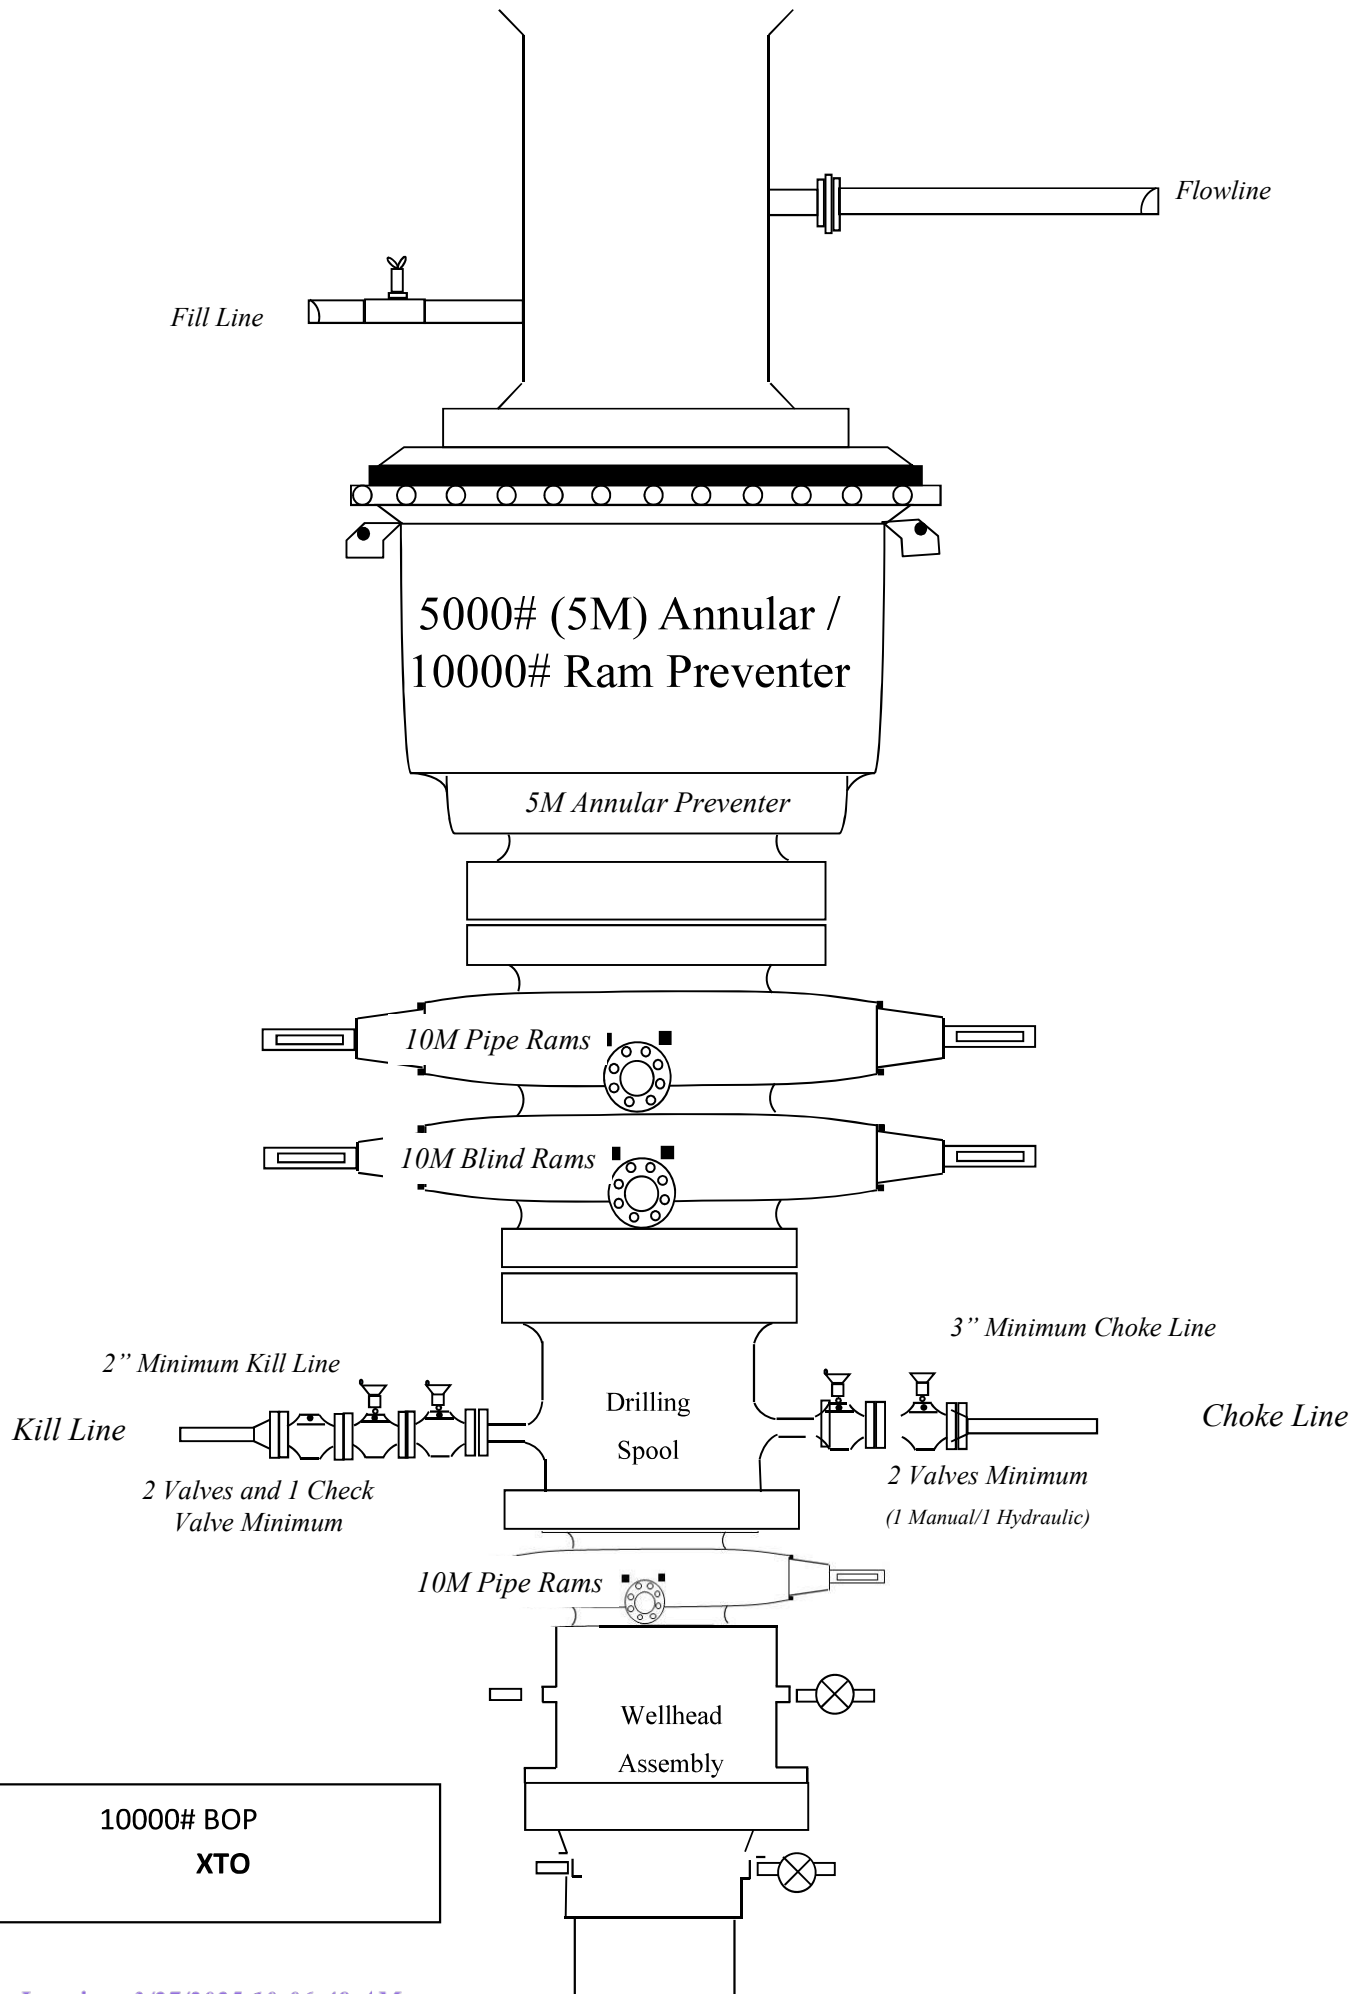 Flowline
Fill Line
5000# (5M) Annular /
10000# Ram Preventer
5M Annular Preventer
10M Pipe Rams
10M Blind Rams
3” Minimum Choke Line
2” Minimum Kill Line
Drilling
Spool
Kill Line
Choke Line
2 Valves and 1 Check
Valve Minimum
2 Valves Minimum
(1 Manual/1 Hydraulic)
10M Pipe Rams
Wellhead
Assembly
10000# BOP
XTO